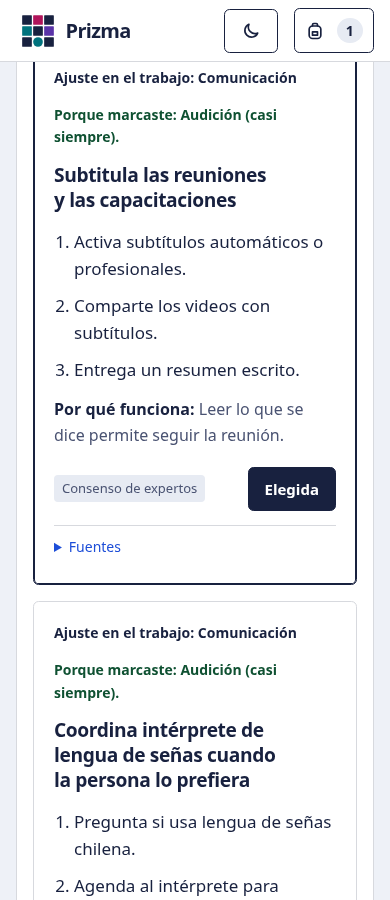 Prizma
1
Ajuste en el trabajo: Comunicación
Porque marcaste: Audición (casi
siempre).
Subtitula las reuniones
y las capacitaciones
1. Activa subtítulos automáticos o
profesionales.
2. Comparte los videos con
subtítulos.
3. Entrega un resumen escrito.
Por qué funciona: Leer lo que se
dice permite seguir la reunión.
Consenso de expertos
Elegida
Fuentes
Ajuste en el trabajo: Comunicación
Porque marcaste: Audición (casi
siempre).
Coordina intérprete de
lengua de señas cuando
la persona lo prefiera
1. Pregunta si usa lengua de señas
chilena.
2. Agenda al intérprete para